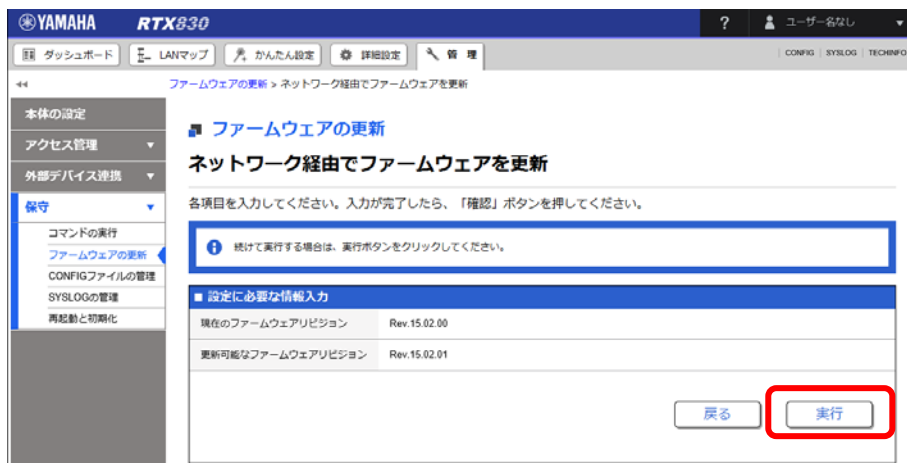 YAMAHA RTX830 ? ユーザー名なし
ダッシュボード LANマップ かんたん設定 詳細設定 管理 CONFIG | SYSLOG | TECHINFO
ファームウェアの更新 > ネットワーク経由でファームウェアを更新
本体の設定
アクセス管理
外部デバイス連携
保守
コマンドの実行
ファームウェアの更新
CONFIGファイルの管理
SYSLOGの管理
再起動と初期化
ファームウェアの更新
ネットワーク経由でファームウェアを更新
各項目を入力してください。入力が完了したら、「確認」ボタンを押してください。
続けて実行する場合は、実行ボタンをクリックしてください。
設定に必要な情報入力
現在のファームウェアリビジョン Rev.15.02.00
更新可能なファームウェアリビジョン Rev.15.02.01
戻る 実行